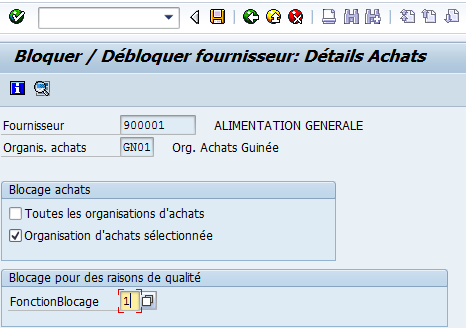 Bloquer / Débloquer fournisseur: Détails Achats
Fournisseur 900001 ALIMENTATION GENERALE
Organis. achats GN01 Org. Achats Guinée
Blocage achats
Toutes les organisations d'achats
Organisation d'achats sélectionnée
Blocage pour des raisons de qualité
FonctionBlocage 1